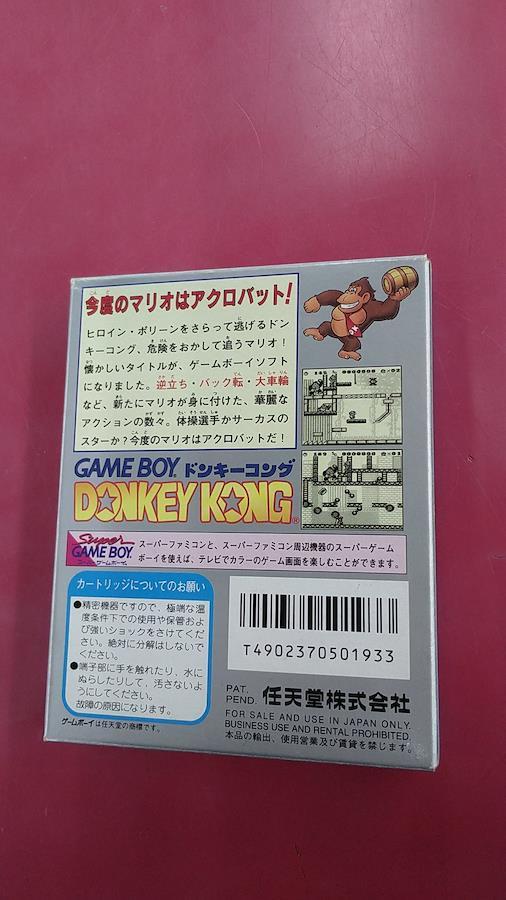 今度のマリオはアクロバット!
ヒロイン・ポリーンをさらって逃げるドン
キーコング、危険をおかして追うマリオ!
懐かしいタイトルが、ゲームボーイソフト
になりました。逆立ち・バック転・大車輪
など、新たにマリオが身に付けた、華麗な
アクションの数々。体操選手かサーカスの
スターか?今度のマリオはアクロバットだ!
GAME BOY ドンキーコング
DONKEY KONG®
Super
GAME BOY
スーパーゲームボーイ
スーパーファミコンと、スーパーファミコン周辺機器のスーパーゲーム
ボーイを使えば、テレビでカラーのゲーム画面を楽しむことができます。
カートリッジについてのお願い
●精密機器ですので、極端な温
度条件下での使用や保管およ
び強いショックをさけてくだ
さい。絶対に分解はしないで
ください。
●端子部に手を触れたり、水に
ぬらしたりして、汚さないよ
うにしてください。
故障の原因になります。
ゲームボーイは任天堂の商標です。
T4902370501933
PAT.
PEND.
任天堂株式会社
FOR SALE AND USE IN JAPAN ONLY.
BUSINESS USE AND RENTAL PROHIBITED.
本品の輸出、使用営業及び賃貸を禁じます。